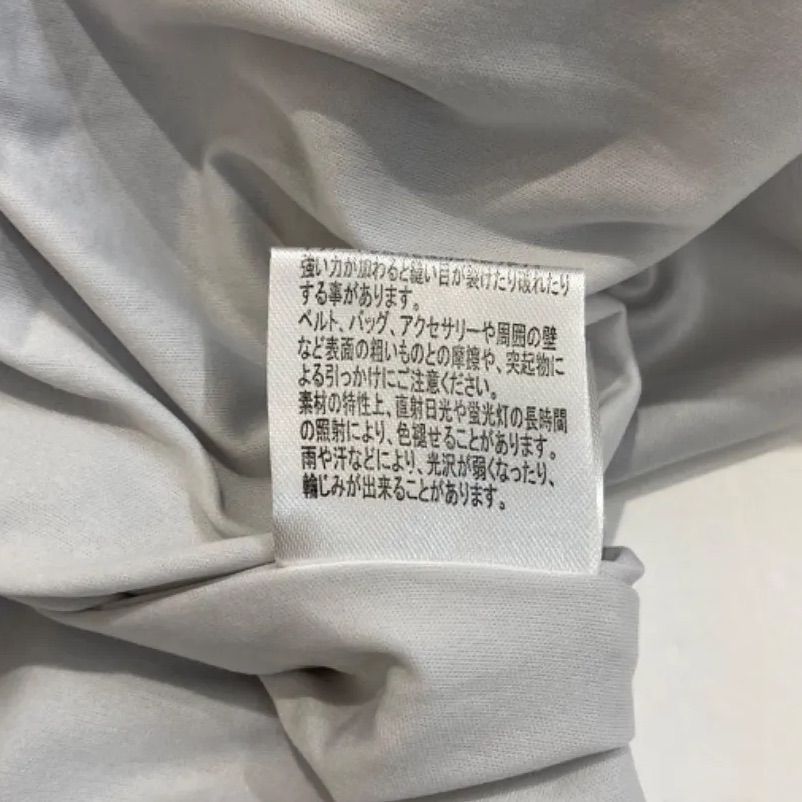 強い力が加わると縫い目が裂けたり破れたり
する事があります。
ベルト、バッグ、アクセサリーや周囲の壁
など表面の粗いものとの摩擦や、突起物に
よる引っかけにご注意ください。
素材の特性上、直射日光や蛍光灯の長時間
の照射により、色褪せることがあります。
雨や汗などにより、光沢が弱くなったり、
輪じみが出来ることがあります。